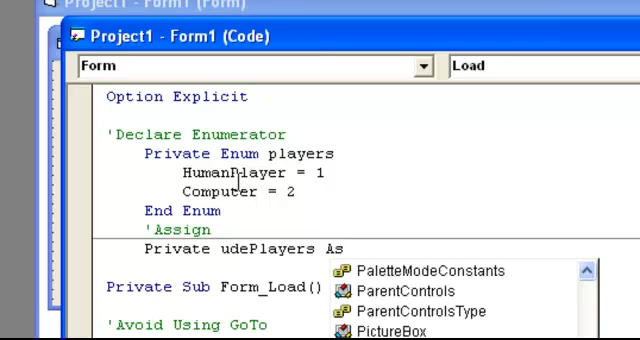 Project1 - Form1 (Form)
Project1 - Form1 (Code)
Form Load
Option Explicit
'Declare Enumerator
Private Enum players
HumanPlayer = 1
Computer = 2
End Enum
'Assign
Private udePlayers As
PaletteModeConstants
Private Sub Form_Load() ParentControls
ParentControlsType
'Avoid Using GoTo PictureBox